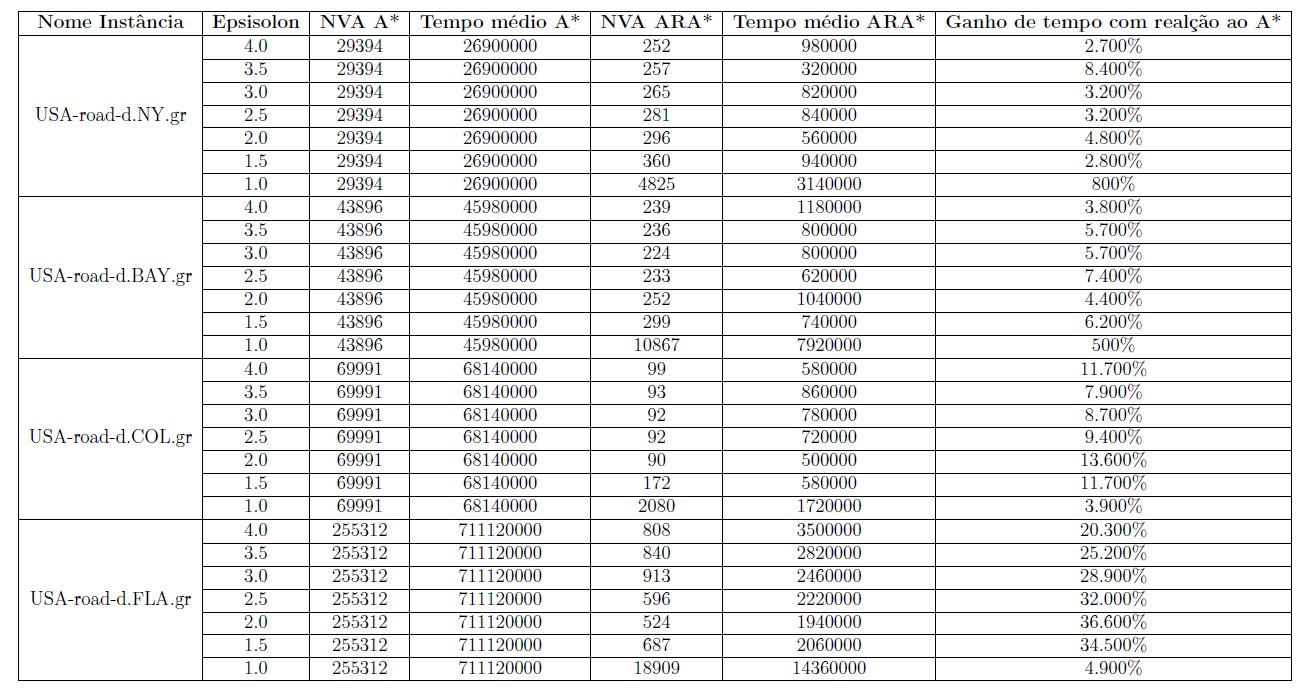 Nome Instância Epsisolon NVA A* Tempo médio A* NVA ARA* Tempo médio ARA* Ganho de tempo com realção ao A*
USA-road-d.NY.gr
4.0 29394 26900000 252 980000 2.700%
3.5 29394 26900000 257 320000 8.400%
3.0 29394 26900000 265 820000 3.200%
2.5 29394 26900000 281 840000 3.200%
2.0 29394 26900000 296 560000 4.800%
1.5 29394 26900000 360 940000 2.800%
1.0 29394 26900000 4825 3140000 800%
USA-road-d.BAY.gr
4.0 43896 45980000 239 1180000 3.800%
3.5 43896 45980000 236 800000 5.700%
3.0 43896 45980000 224 800000 5.700%
2.5 43896 45980000 233 620000 7.400%
2.0 43896 45980000 252 1040000 4.400%
1.5 43896 45980000 299 740000 6.200%
1.0 43896 45980000 10867 7920000 500%
USA-road-d.COL.gr
4.0 69991 68140000 99 580000 11.700%
3.5 69991 68140000 93 860000 7.900%
3.0 69991 68140000 92 780000 8.700%
2.5 69991 68140000 92 720000 9.400%
2.0 69991 68140000 90 500000 13.600%
1.5 69991 68140000 172 580000 11.700%
1.0 69991 68140000 2080 1720000 3.900%
USA-road-d.FLA.gr
4.0 255312 711120000 808 3500000 20.300%
3.5 255312 711120000 840 2820000 25.200%
3.0 255312 711120000 913 2460000 28.900%
2.5 255312 711120000 596 2220000 32.000%
2.0 255312 711120000 524 1940000 36.600%
1.5 255312 711120000 687 2060000 34.500%
1.0 255312 711120000 18909 14360000 4.900%